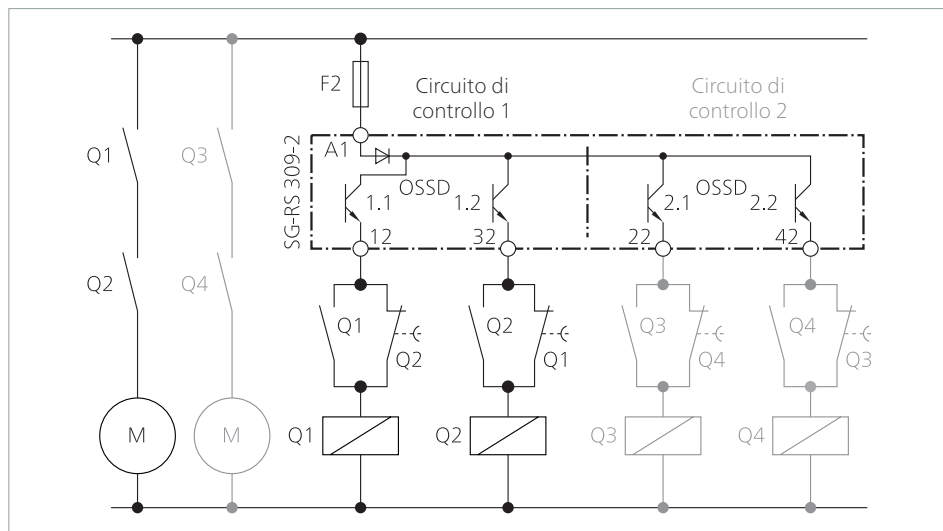 F2
Circuito di
controllo 1
Circuito di
controllo 2
A1
Q1
Q3
SG-RS 309-2
OSSD
OSSD
1.1
1.2
2.1
2.2
12
32
22
42
Q2
Q4
Q1
Q2
Q2
Q1
Q3
Q4
Q4
Q3
M
M
Q1
Q2
Q3
Q4